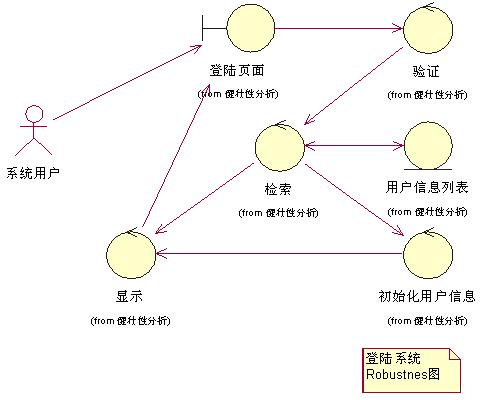 登陆页面
(from 健壮性分析)
验证
(from 健壮性分析)
系统用户
检索
(from 健壮性分析)
用户信息列表
(from 健壮性分析)
显示
(from 健壮性分析)
初始化用户信息
(from 健壮性分析)
登陆系统
Robustnes图